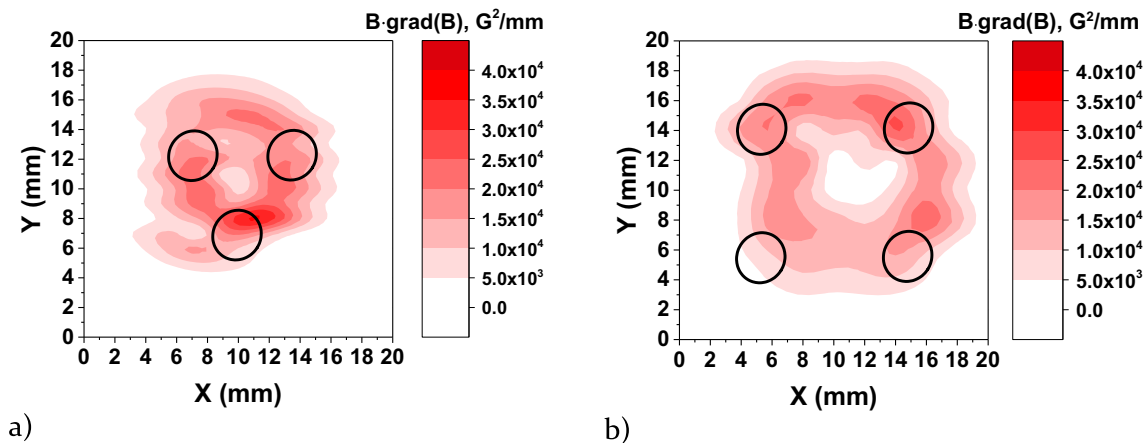 B·grad(B), G²/mm
20
18
16
14
12
10
8
6
4
2
0
Y (mm)
0 2 4 6 8 10 12 14 16 18 20
X (mm)
4.0x10⁴
3.5x10⁴
3.0x10⁴
2.5x10⁴
2.0x10⁴
1.5x10⁴
1.0x10⁴
5.0x10³
0.0
a)
B·grad(B), G²/mm
20
18
16
14
12
10
8
6
4
2
0
Y (mm)
0 2 4 6 8 10 12 14 16 18 20
X (mm)
4.0x10⁴
3.5x10⁴
3.0x10⁴
2.5x10⁴
2.0x10⁴
1.5x10⁴
1.0x10⁴
5.0x10³
0.0
b)